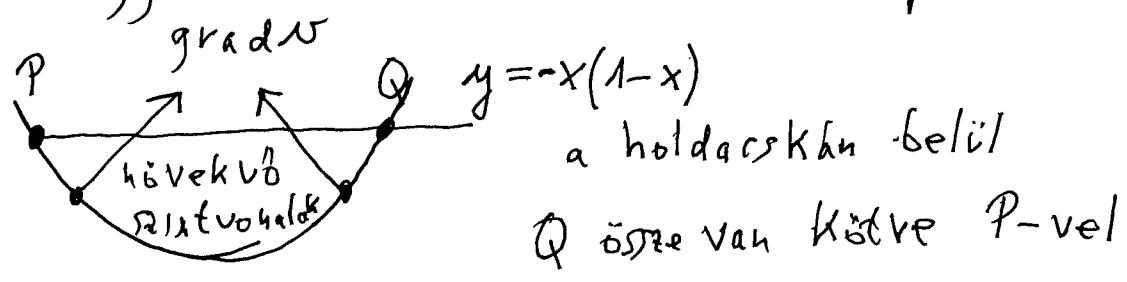 grad v
P
Q
y = -x(1-x)
a holdacskán belül
növekvő
szintvonalak
Q össze van kötve P-vel